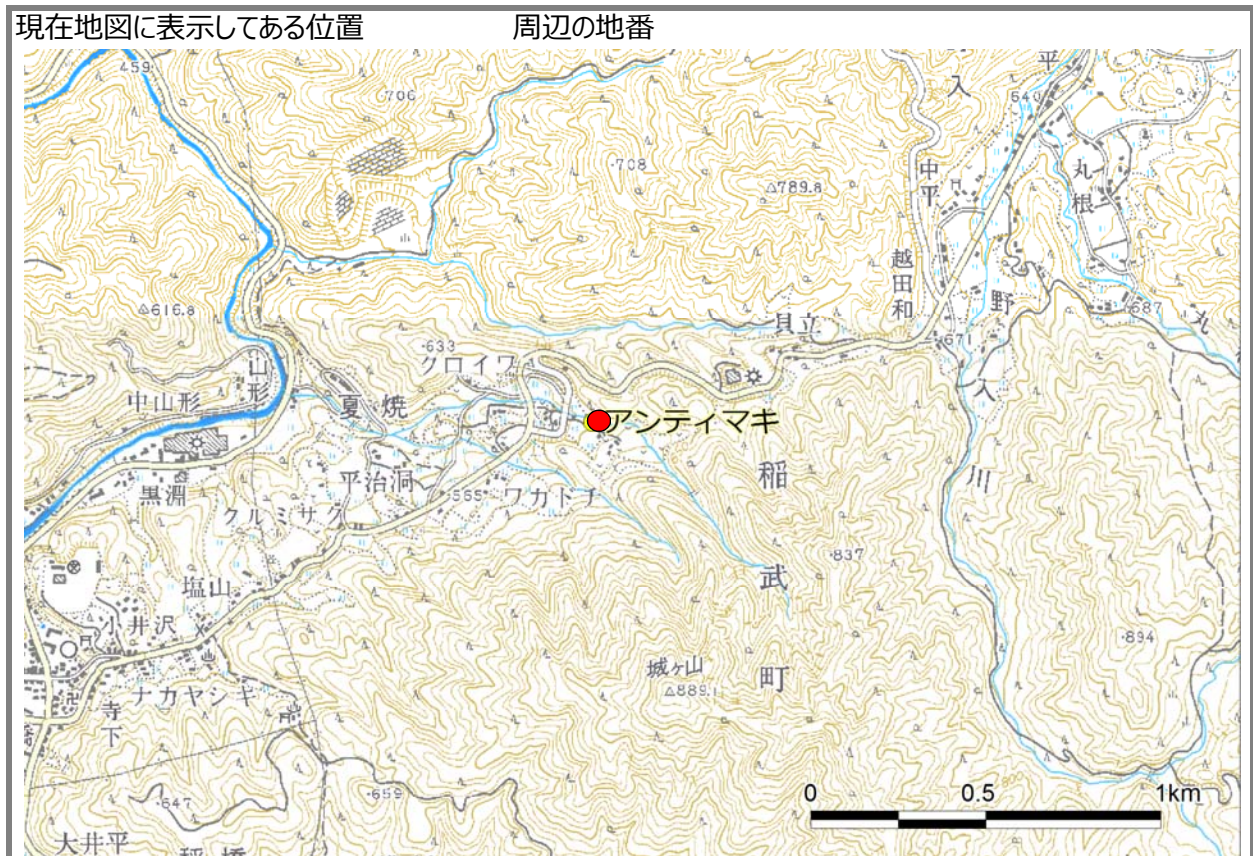 現在地図に表示してある位置 周辺の地番
459
706
平
入
540
708
789.8
中平
丸根
越田和
616.8
貝立
野
687
丸
633
671
クロイワ
山形
中山形
夏焼
入
アンティマキ
稲
川
平治洞
565
ワカトチ
黒淵
クルミサク
837
武
塩山
小井沢
894
城ヶ山
889.1
町
ナカヤシキ
寺下
0 0.5 1km
647
659
大井平
稲橋